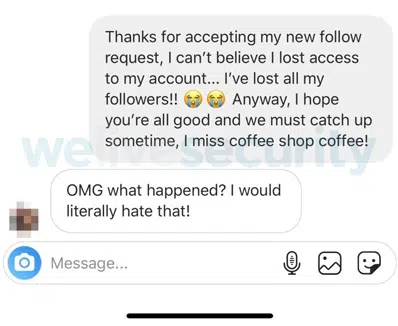 Thanks for accepting my new follow
request, I can’t believe I lost access
to my account... I’ve lost all my
followers!! 😭 😭 Anyway, I hope
you’re all good and we must catch up
sometime, I miss coffee shop coffee!
welivesecurity
OMG what happened? I would
literally hate that!
Message...